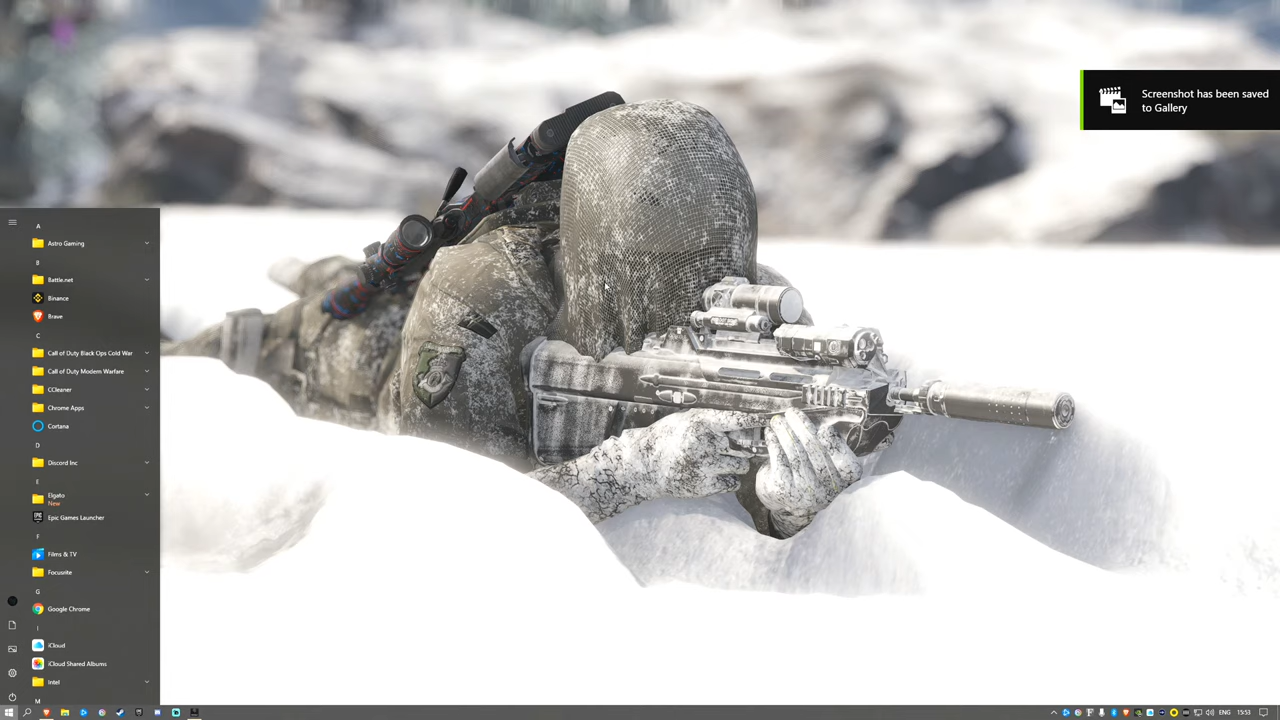 Screenshot has been saved
to Gallery
A
Astro Gaming
B
Battle.net
Binance
Brave
C
Call of Duty Black Ops Cold War
Call of Duty Modern Warfare
CCleaner
Chrome Apps
Cortana
D
Discord Inc
E
Elgato
New
Epic Games Launcher
F
Films & TV
Focusrite
G
Google Chrome
I
iCloud
iCloud Shared Albums
Intel
M
ENG 15:53